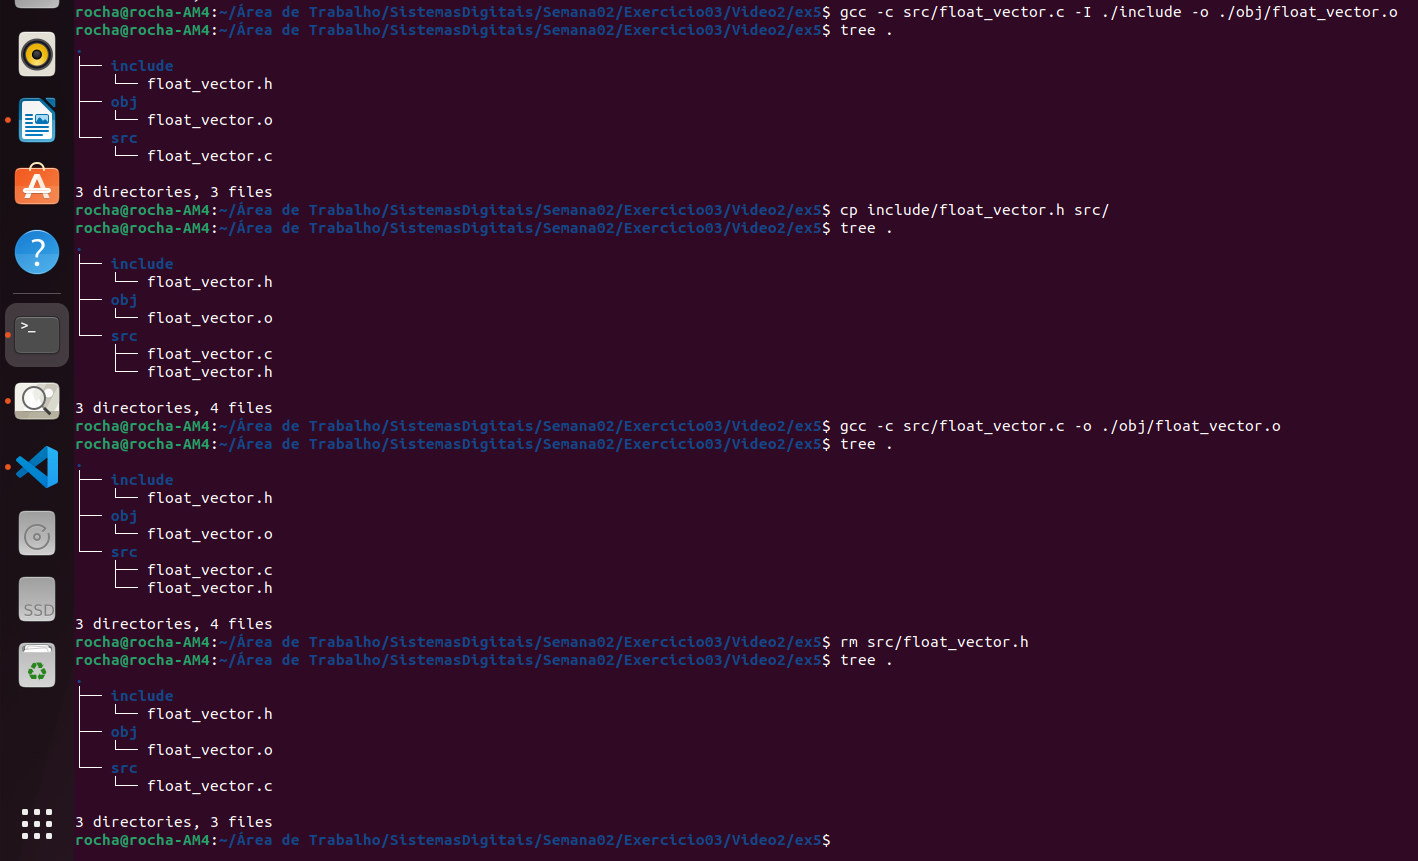 rocha@rocha-AM4:~/Área de Trabalho/SistemasDigitais/Semana02/Exercicio03/Video2/ex5$ gcc -c src/float_vector.c -I ./include -o ./obj/float_vector.o
rocha@rocha-AM4:~/Área de Trabalho/SistemasDigitais/Semana02/Exercicio03/Video2/ex5$ tree .
.
├── include
│   └── float_vector.h
├── obj
│   └── float_vector.o
└── src
    └── float_vector.c

3 directories, 3 files
rocha@rocha-AM4:~/Área de Trabalho/SistemasDigitais/Semana02/Exercicio03/Video2/ex5$ cp include/float_vector.h src/
rocha@rocha-AM4:~/Área de Trabalho/SistemasDigitais/Semana02/Exercicio03/Video2/ex5$ tree .
.
├── include
│   └── float_vector.h
├── obj
│   └── float_vector.o
└── src
    ├── float_vector.c
    └── float_vector.h

3 directories, 4 files
rocha@rocha-AM4:~/Área de Trabalho/SistemasDigitais/Semana02/Exercicio03/Video2/ex5$ gcc -c src/float_vector.c -o ./obj/float_vector.o
rocha@rocha-AM4:~/Área de Trabalho/SistemasDigitais/Semana02/Exercicio03/Video2/ex5$ tree .
.
├── include
│   └── float_vector.h
├── obj
│   └── float_vector.o
└── src
    ├── float_vector.c
    └── float_vector.h

3 directories, 4 files
SSD
rocha@rocha-AM4:~/Área de Trabalho/SistemasDigitais/Semana02/Exercicio03/Video2/ex5$ rm src/float_vector.h
rocha@rocha-AM4:~/Área de Trabalho/SistemasDigitais/Semana02/Exercicio03/Video2/ex5$ tree .
.
├── include
│   └── float_vector.h
├── obj
│   └── float_vector.o
└── src
    └── float_vector.c

3 directories, 3 files
rocha@rocha-AM4:~/Área de Trabalho/SistemasDigitais/Semana02/Exercicio03/Video2/ex5$